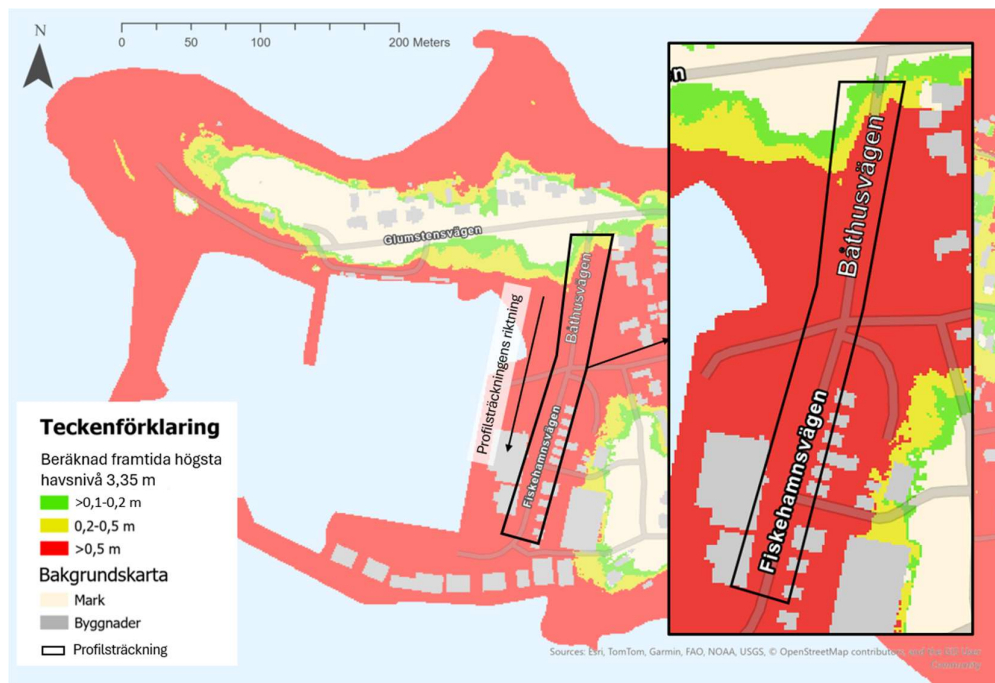 N
0 50 100 200 Meters
n
Båthusvägen
Glumstensvägen
Båthusvägen
Profilsträckningens riktning
Fiskehamnsvägen
Fiskehamnsvägen
Teckenförklaring
Beräknad framtida högsta
havsnivå 3,35 m
>0,1-0,2 m
0,2-0,5 m
>0,5 m
Bakgrundskarta
Mark
Byggnader
Profilsträckning
Sources: Esri, TomTom, Garmin, FAO, NOAA, USGS, © OpenStreetMap contributors, and the GIS User
Community